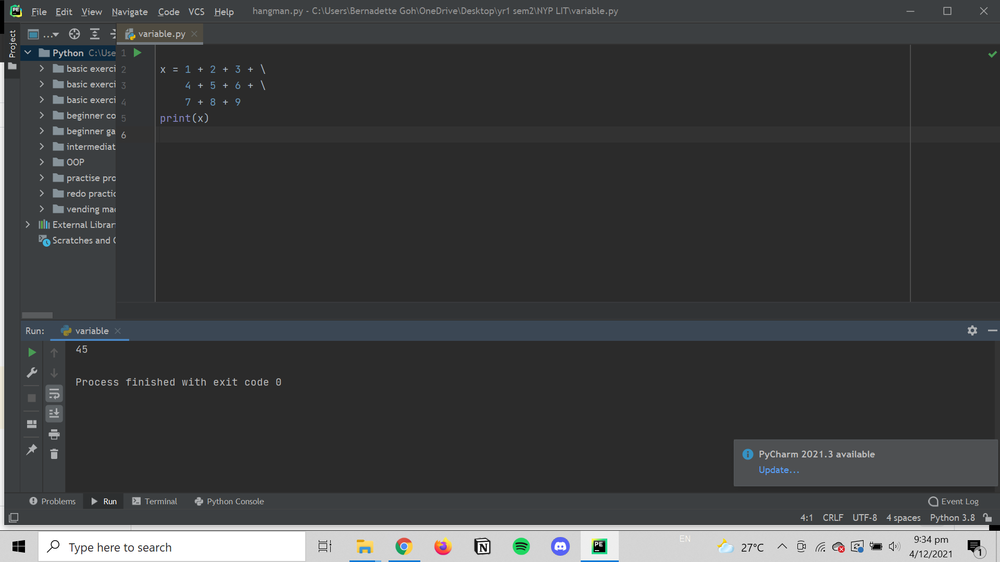 File Edit View Navigate Code VCS Help hangman.py - C:\Users\Bernadette Goh\OneDrive\Desktop\yr1 sem2\NYP LIT\variable.py
Project
...
variable.py
Python C:\Use
basic exerci
basic exerci
basic exerci
beginner co
beginner ga
intermediat
OOP
practise pro
redo practic
vending mac
External Librar
Scratches and C
1
2 x = 1 + 2 + 3 + \
3 4 + 5 + 6 + \
4 7 + 8 + 9
5 print(x)
6
Run: variable
45
Process finished with exit code 0
PyCharm 2021.3 available
Update...
Problems Run Terminal Python Console Event Log
4:1 CRLF UTF-8 4 spaces Python 3.8
Type here to search
PE
EN
27°C
9:34 pm
4/12/2021
1